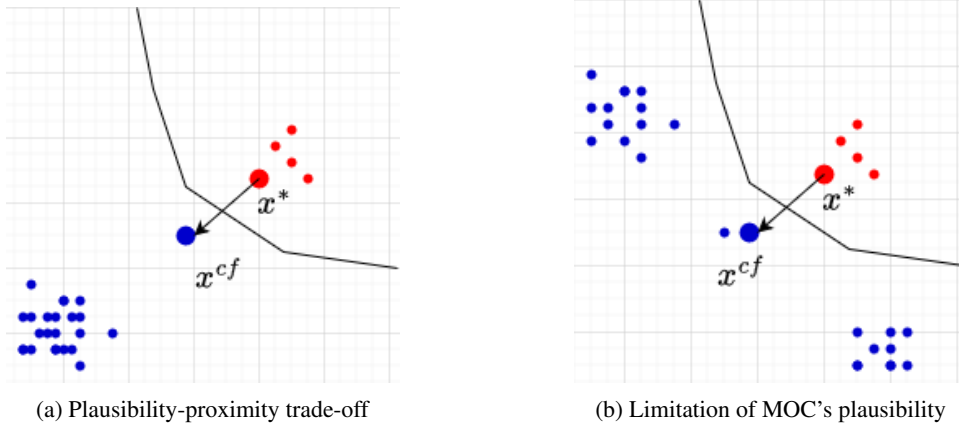 x*
x^{cf}
x*
x^{cf}
(a) Plausibility-proximity trade-off
(b) Limitation of MOC's plausibility